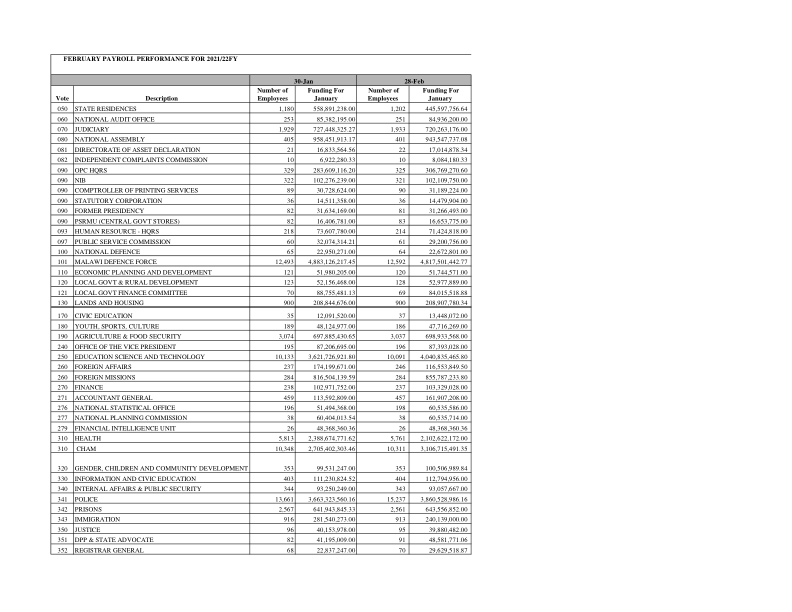 FEBRUARY PAYROLL PERFORMANCE FOR 2021/22FY
30-Jan 28-Feb
Vote Description Number of Employees Funding For January Number of Employees Funding For January
050 STATE RESIDENCES 1,180 558,891,238.00 1,202 445,597,756.64
060 NATIONAL AUDIT OFFICE 253 85,382,195.00 251 84,936,200.00
070 JUDICIARY 1,929 727,448,325.27 1,933 720,263,176.00
080 NATIONAL ASSEMBLY 405 958,451,913.17 401 943,547,737.08
081 DIRECTORATE OF ASSET DECLARATION 21 16,833,564.56 22 17,014,878.34
082 INDEPENDENT COMPLAINTS COMMISSION 10 6,922,280.33 10 8,084,180.33
090 OPC HQRS 329 283,609,116.20 325 306,769,270.60
090 NIB 322 102,276,239.00 321 102,109,750.00
090 COMPTROLLER OF PRINTING SERVICES 89 30,728,624.00 90 31,189,224.00
090 STATUTORY CORPORATION 36 14,511,358.00 36 14,479,904.00
090 FORMER PRESIDENCY 82 31,634,169.00 81 31,266,493.00
090 PSRMU (CENTRAL GOVT STORES) 82 16,406,781.00 83 16,653,775.00
093 HUMAN RESOURCE - HQRS 218 73,607,780.00 214 71,424,818.00
097 PUBLIC SERVICE COMMISSION 60 32,074,314.21 61 29,200,756.00
100 NATIONAL DEFENCE 65 22,950,271.00 64 22,672,801.00
101 MALAWI DEFENCE FORCE 12,493 4,883,126,217.45 12,592 4,817,501,442.77
110 ECONOMIC PLANNING AND DEVELOPMENT 121 51,980,205.00 120 51,744,571.00
120 LOCAL GOVT & RURAL DEVELOPMENT 123 52,156,468.00 128 52,977,889.00
121 LOCAL GOVT FINANCE COMMITTEE 70 88,755,481.13 69 84,015,518.88
130 LANDS AND HOUSING 900 208,844,676.00 900 208,907,780.34
170 CIVIC EDUCATION 35 12,091,520.00 37 13,448,072.00
180 YOUTH, SPORTS, CULTURE 189 48,124,977.00 186 47,716,269.00
190 AGRICULTURE & FOOD SECURITY 3,074 697,885,430.65 3,037 698,933,568.00
240 OFFICE OF THE VICE PRESIDENT 195 87,206,695.00 196 87,393,028.00
250 EDUCATION SCIENCE AND TECHNOLOGY 10,133 3,621,726,921.80 10,091 4,040,835,465.80
260 FOREIGN AFFAIRS 237 174,199,671.00 246 116,553,849.50
260 FOREIGN MISSIONS 284 816,504,139.59 284 855,787,233.80
270 FINANCE 238 102,971,752.00 237 103,329,028.00
271 ACCOUNTANT GENERAL 459 113,592,809.00 457 161,907,208.00
276 NATIONAL STATISTICAL OFFICE 196 51,494,368.00 198 60,535,586.00
277 NATIONAL PLANNING COMMISSION 38 60,404,013.54 38 60,535,714.00
279 FINANCIAL INTELLIGENCE UNIT 26 48,368,360.36 26 48,368,360.36
310 HEALTH 5,813 2,388,674,771.62 5,761 2,102,622,172.00
310 CHAM 10,348 2,705,402,303.46 10,311 3,106,715,491.35
320 GENDER, CHILDREN AND COMMUNITY DEVELOPMENT 353 99,531,247.00 353 100,506,989.84
330 INFORMATION AND CIVIC EDUCATION 403 111,230,824.52 404 112,794,956.00
340 INTERNAL AFFAIRS & PUBLIC SECURITY 344 93,250,249.00 343 93,057,667.00
341 POLICE 13,661 3,663,323,560.16 15,237 3,860,528,986.16
342 PRISONS 2,567 641,943,845.33 2,561 643,556,852.00
343 IMMIGRATION 916 281,540,273.00 913 240,139,000.00
350 JUSTICE 96 40,153,978.00 95 39,880,482.00
351 DPP & STATE ADVOCATE 82 41,195,009.00 91 48,581,771.06
352 REGISTRAR GENERAL 68 22,837,247.00 70 29,629,518.87